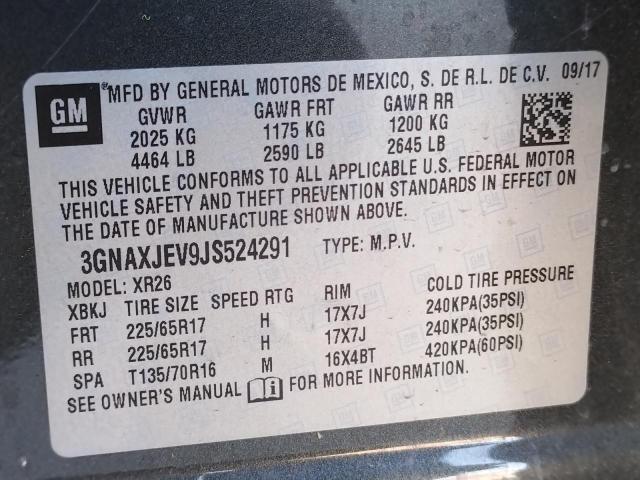 GM ®MFD BY GENERAL MOTORS DE MEXICO, S. DE R.L. DE C.V. 09/17
GVWR GAWR FRT GAWR RR
2025 KG 1175 KG 1200 KG
4464 LB 2590 LB 2645 LB
THIS VEHICLE CONFORMS TO ALL APPLICABLE U.S. FEDERAL MOTOR
VEHICLE SAFETY AND THEFT PREVENTION STANDARDS IN EFFECT ON
THE DATE OF MANUFACTURE SHOWN ABOVE.
3GNAXJEV9JS524291 TYPE: M.P.V.
MODEL: XR26
XBKJ TIRE SIZE SPEED RTG RIM COLD TIRE PRESSURE
FRT 225/65R17 H 17X7J 240KPA(35PSI)
RR 225/65R17 H 17X7J 240KPA(35PSI)
SPA T135/70R16 M 16X4BT 420KPA(60PSI)
SEE OWNER'S MANUAL i FOR MORE INFORMATION.